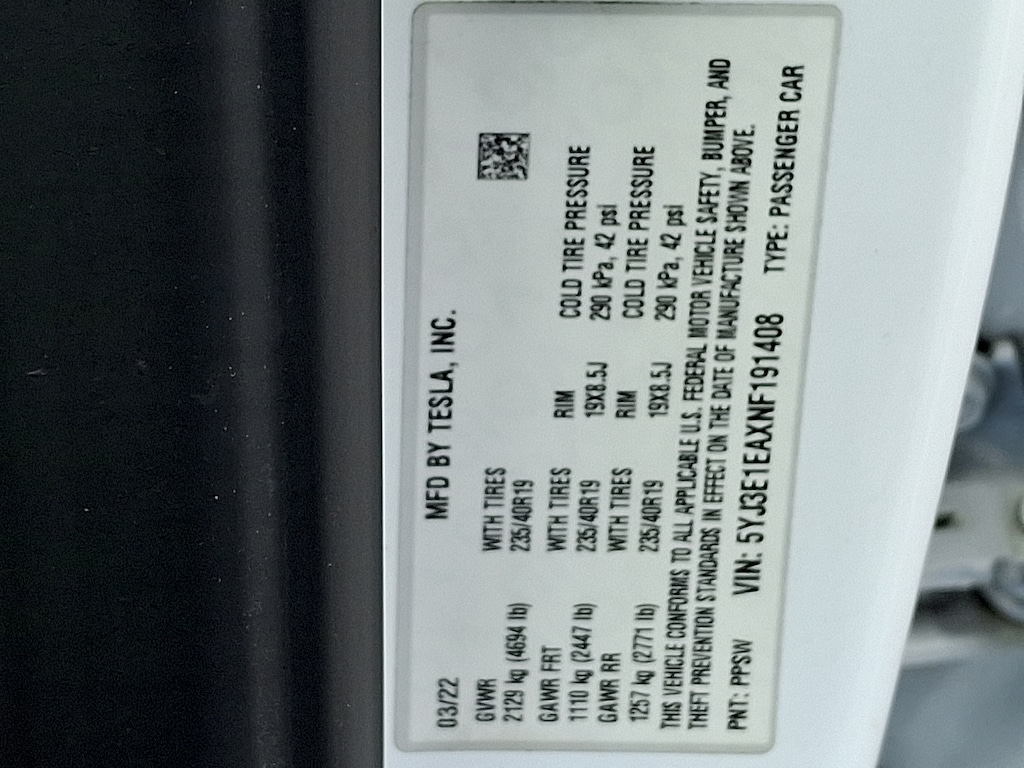 03/22 MFD BY TESLA, INC.
GVWR WITH TIRES
2129 kg (4694 lb) 235/40R19
GAWR FRT WITH TIRES RIM COLD TIRE PRESSURE
1110 kg (2447 lb) 235/40R19 19X8.5J 290 kPa, 42 psi
GAWR RR WITH TIRES RIM COLD TIRE PRESSURE
1257 kg (2771 lb) 235/40R19 19X8.5J 290 kPa, 42 psi
THIS VEHICLE CONFORMS TO ALL APPLICABLE U.S. FEDERAL MOTOR VEHICLE SAFETY, BUMPER, AND
THEFT PREVENTION STANDARDS IN EFFECT ON THE DATE OF MANUFACTURE SHOWN ABOVE.
PNT: PPSW VIN: 5YJ3E1EAXNF191408 TYPE: PASSENGER CAR